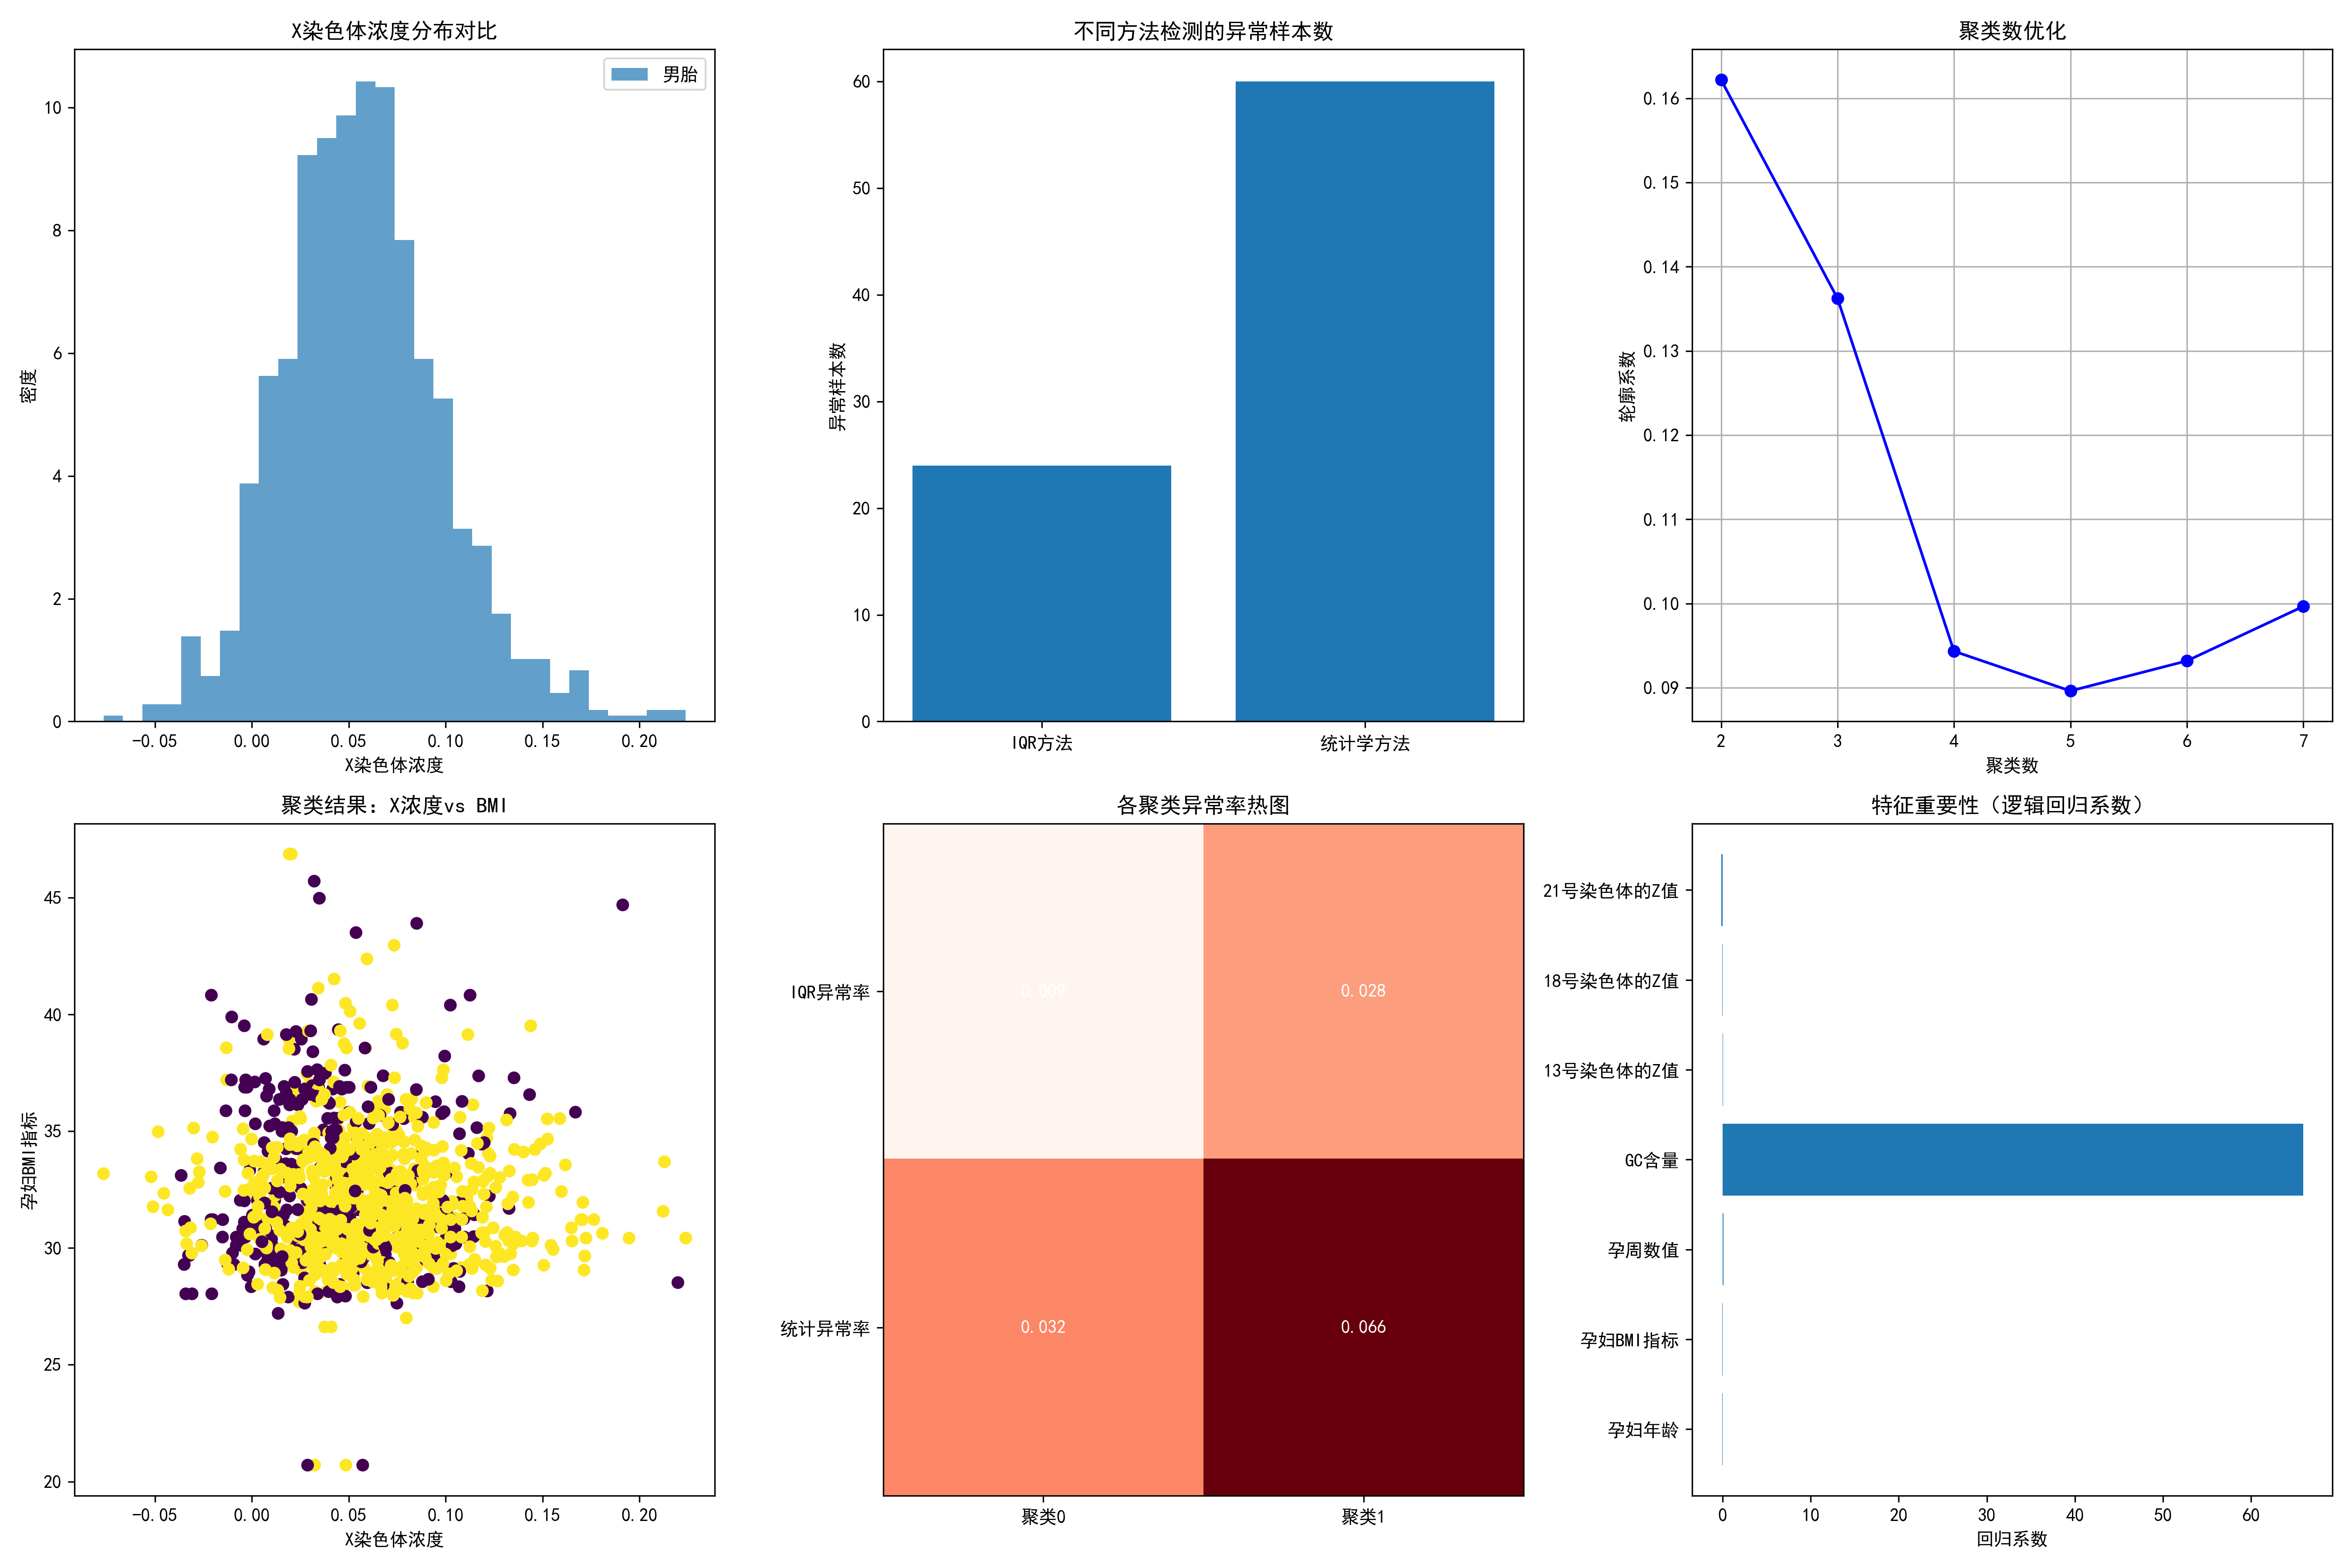 X染色体浓度分布对比
男胎
10
8
6
4
2
0
密度
-0.05 0.00 0.05 0.10 0.15 0.20
X染色体浓度
不同方法检测的异常样本数
60
50
40
30
20
10
0
异常样本数
IQR方法 统计学方法
聚类数优化
0.16
0.15
0.14
0.13
0.12
0.11
0.10
0.09
轮廓系数
2 3 4 5 6 7
聚类数
聚类结果：X浓度vs BMI
45
40
35
30
25
20
孕妇BMI指标
-0.05 0.00 0.05 0.10 0.15 0.20
X染色体浓度
各聚类异常率热图
IQR异常率 0.009 0.028
统计异常率 0.032 0.066
聚类0 聚类1
特征重要性（逻辑回归系数）
21号染色体的Z值
18号染色体的Z值
13号染色体的Z值
GC含量
孕周数值
孕妇BMI指标
孕妇年龄
0 10 20 30 40 50 60
回归系数